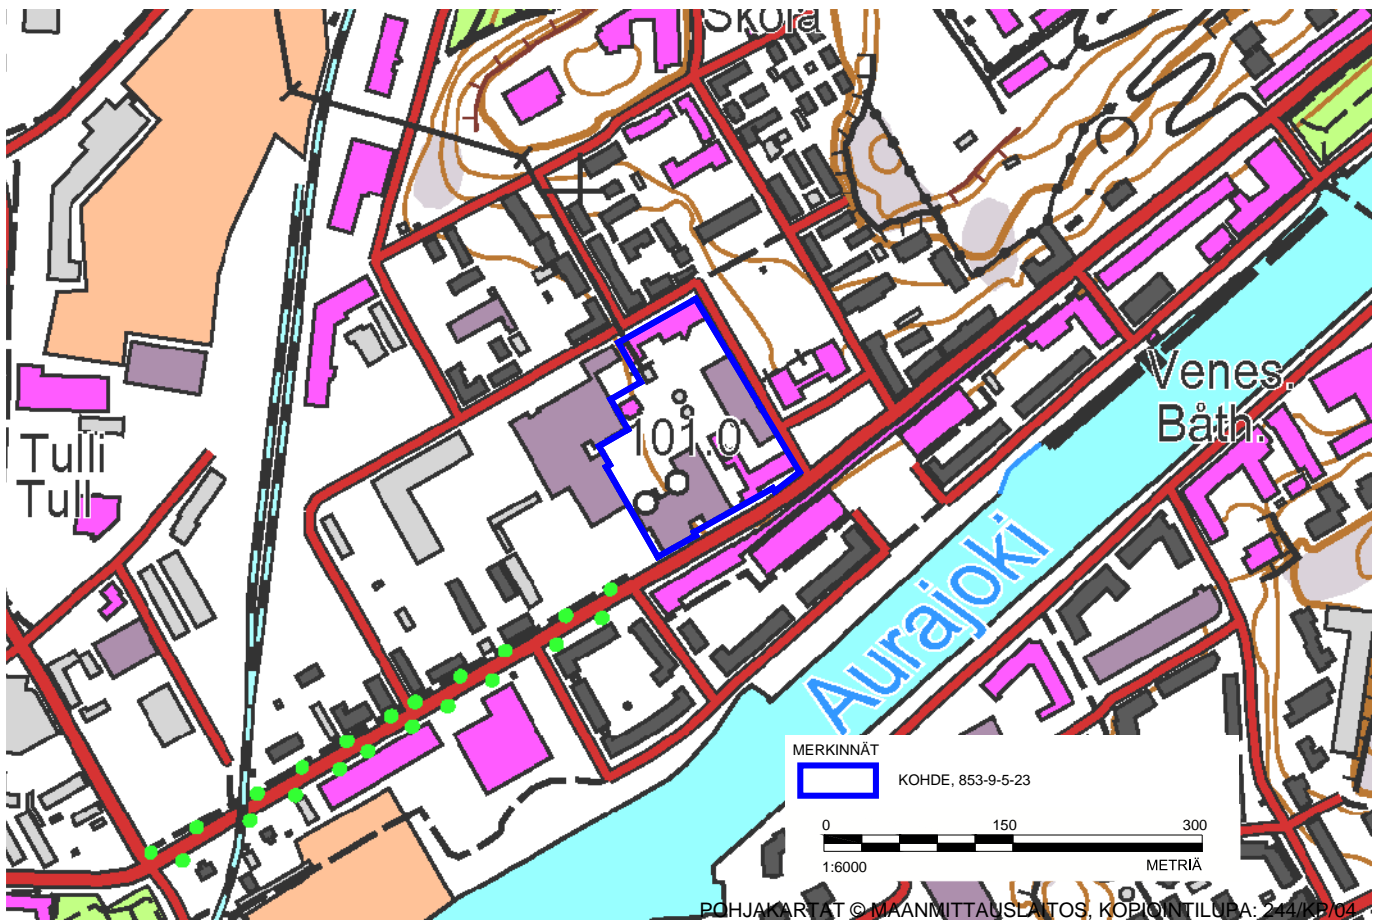 Skola
Tulli
Tull
101.0
Venes.
Båth.
Aurajoki
MERKINNÄT
KOHDE, 853-9-5-23
0 150 300
1:6000 METRIÄ
POHJAKARTAT © MAANMITTAUSLAITOS, KOPIOINTILUPA: 244/KP/04